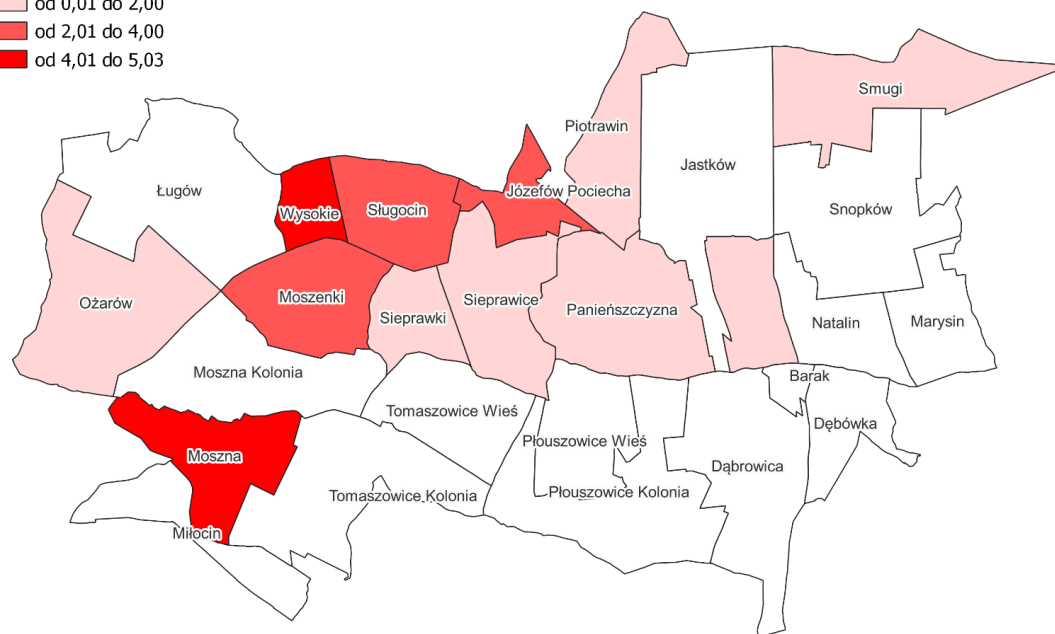 od 0,01 do 2,00
od 2,01 do 4,00
od 4,01 do 5,03
Smugi
Piotrawin
Jastków
Ługów
Józefów Pociecha
Wysokie
Sługocin
Snopków
Ożarów
Moszenki
Sieprawice
Sieprawki
Panieńszczyzna
Natalin
Marysin
Moszna Kolonia
Barak
Tomaszowice Wieś
Dębówka
Płouszowice Wieś
Moszna
Dąbrowica
Tomaszowice Kolonia
Płouszowice Kolonia
Miłocin